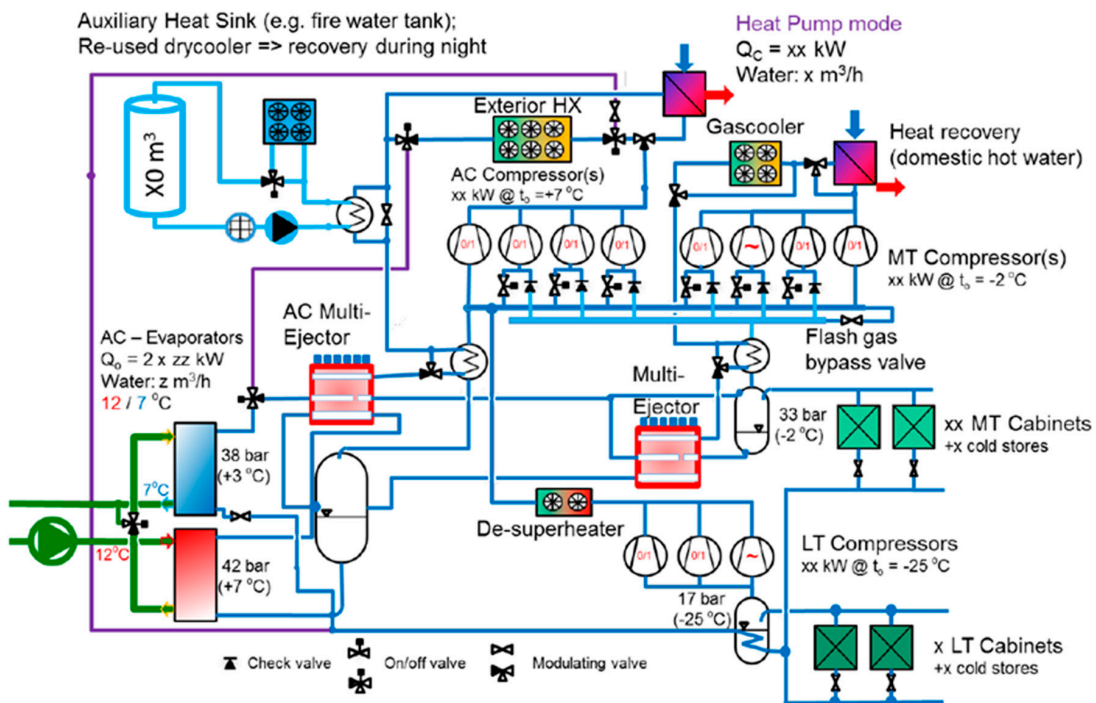 Auxiliary Heat Sink (e.g. fire water tank);
Re-used drycooler => recovery during night
Heat Pump mode
Q_C = xx kW
Water: x m³/h
X0 m³
Exterior HX
Gascooler
Heat recovery
(domestic hot water)
AC Compressor(s)
xx kW @ t_o =+7 °C
0/1
0/1
0/1
0/1
0/1
~
0/1
0/1
MT Compressor(s)
xx kW @ t_o = -2 °C
AC Multi-
Ejector
Flash gas
bypass valve
AC – Evaporators
Q_o = 2 x zz kW
Water: z m³/h
12 / 7 °C
Multi-
Ejector
33 bar
(-2 °C)
xx MT Cabinets
+x cold stores
38 bar
(+3 °C)
7°C
De-superheater
12°C
42 bar
(+7 °C)
0/1
0/1
~
LT Compressors
xx kW @ t_o = -25 °C
17 bar
(-25 °C)
x LT Cabinets
+x cold stores
Check valve
On/off valve
Modulating valve